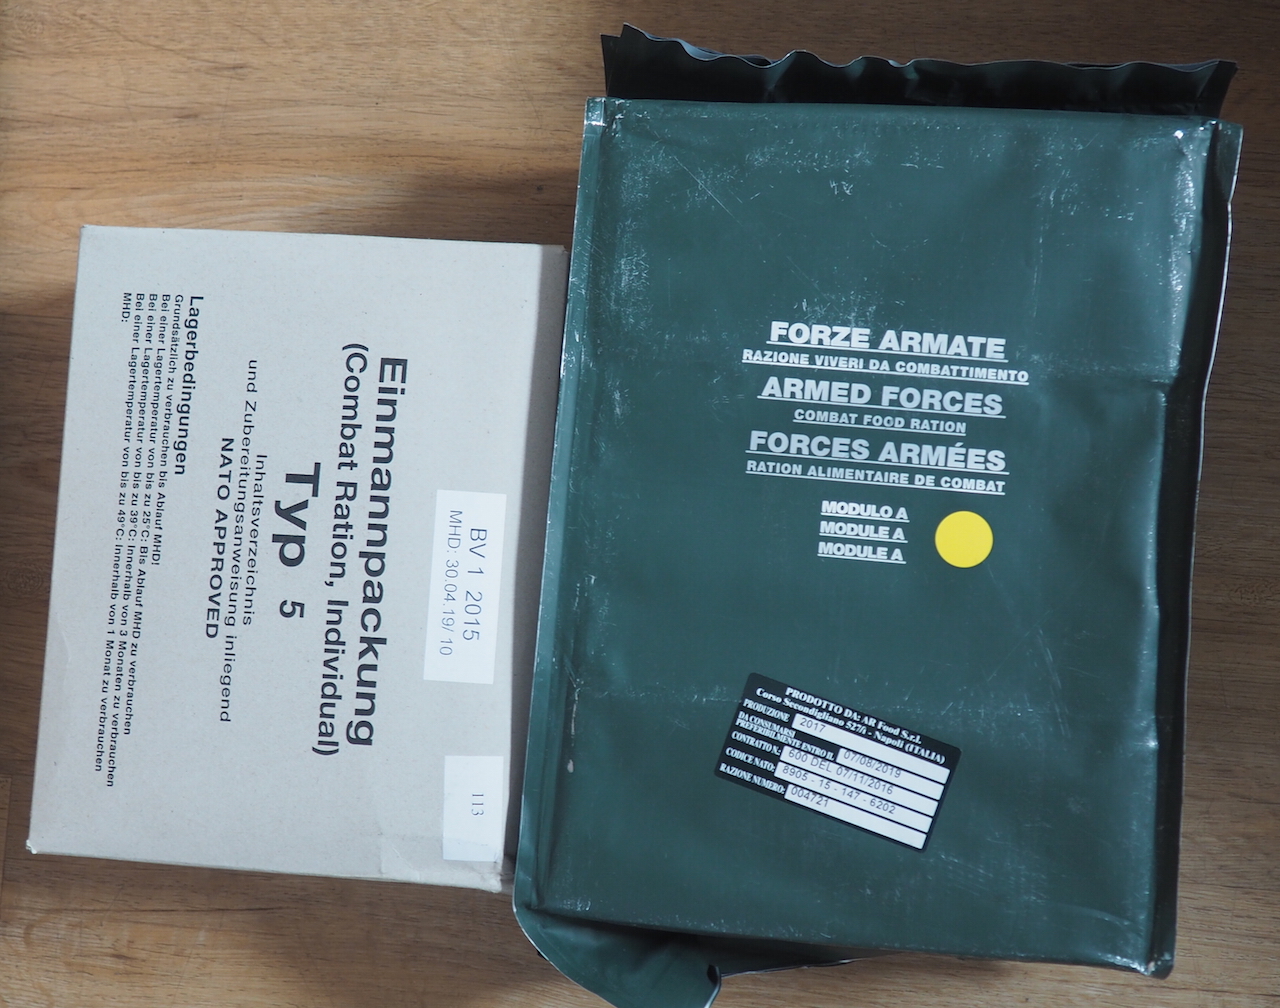 BV 1 2015
MHD: 30.04.19/ 10
Einmannpackung
(Combat Ration, Individual)
Typ 5
Inhaltsverzeichnis
und Zubereitungsanweisung inliegend
NATO APPROVED
Lagerbedingungen
Grundsätzlich zu verbrauchen bis Ablauf MHD!
Bei einer Lagertemperatur von bis zu 25°C: Bis Ablauf MHD zu verbrauchen
Bei einer Lagertemperatur von bis zu 39°C: Innerhalb von 3 Monaten zu verbrauchen
Bei einer Lagertemperatur von bis zu 49°C: Innerhalb von 1 Monat zu verbrauchen
MHD:
113
FORZE ARMATE
RAZIONE VIVERI DA COMBATTIMENTO
ARMED FORCES
COMBAT FOOD RATION
FORCES ARMÉES
RATION ALIMENTAIRE DE COMBAT
MODULO A
MODULE A
MODULE A
PRODOTTO DA: AR Food S.r.l.
Corso Secondigliano 527/i - Napoli (ITALIA)
PRODUZIONE 2017
DA CONSUMARSI
PREFERIBILMENTE ENTRO IL 07/08/2019
CONTRATTO N.: 600 DEL 07/11/2016
CODICE NATO: 8905 - 15 - 147 - 6202
RAZIONE NUMERO: 004721